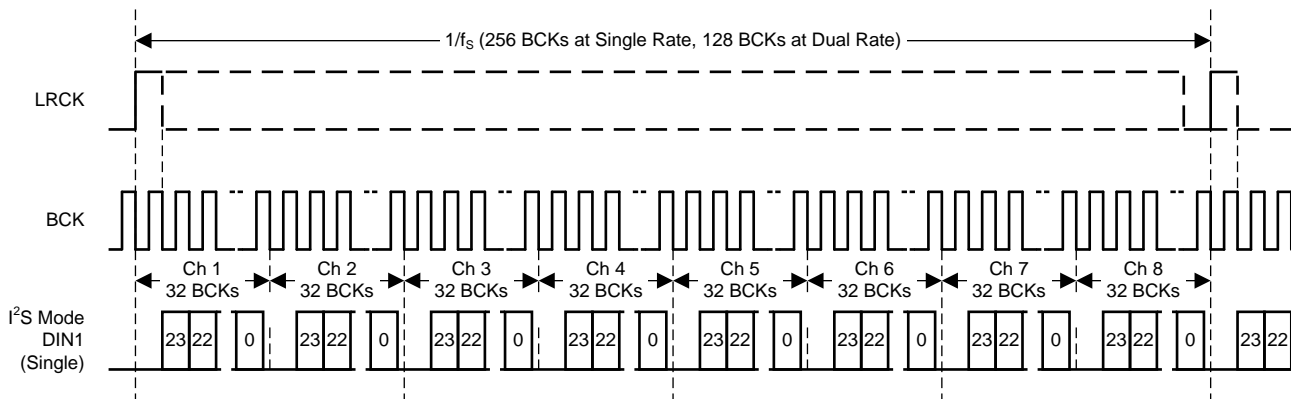 1/fS (256 BCKs at Single Rate, 128 BCKs at Dual Rate)
LRCK
BCK
Ch 1 Ch 2 Ch 3 Ch 4 Ch 5 Ch 6 Ch 7 Ch 8
32 BCKs 32 BCKs 32 BCKs 32 BCKs 32 BCKs 32 BCKs 32 BCKs 32 BCKs
I²S Mode
DIN1
(Single)
23 22 0 23 22 0 23 22 0 23 22 0 23 22 0 23 22 0 23 22 0 23 22 0 23 22